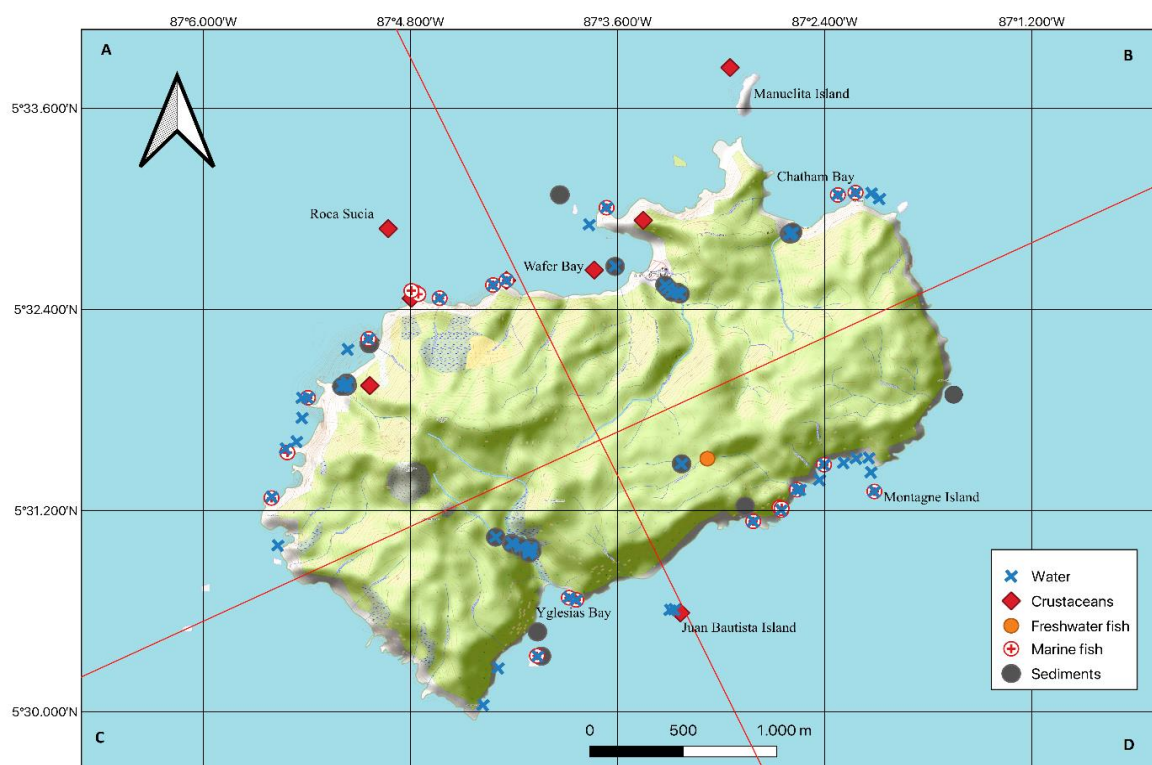 87°6.000'W 87°4.800'W 87°3.600'W 87°2.400'W 87°1.200'W
A B
Manuelita Island
5°33.600'N
Chatham Bay
Roca Sucia
Wafer Bay
5°32.400'N
5°31.200'N
Montagne Island
Yglesias Bay
Juan Bautista Island
Water
Crustaceans
Freshwater fish
Marine fish
Sediments
5°30.000'N
C D
0 500 1.000 m